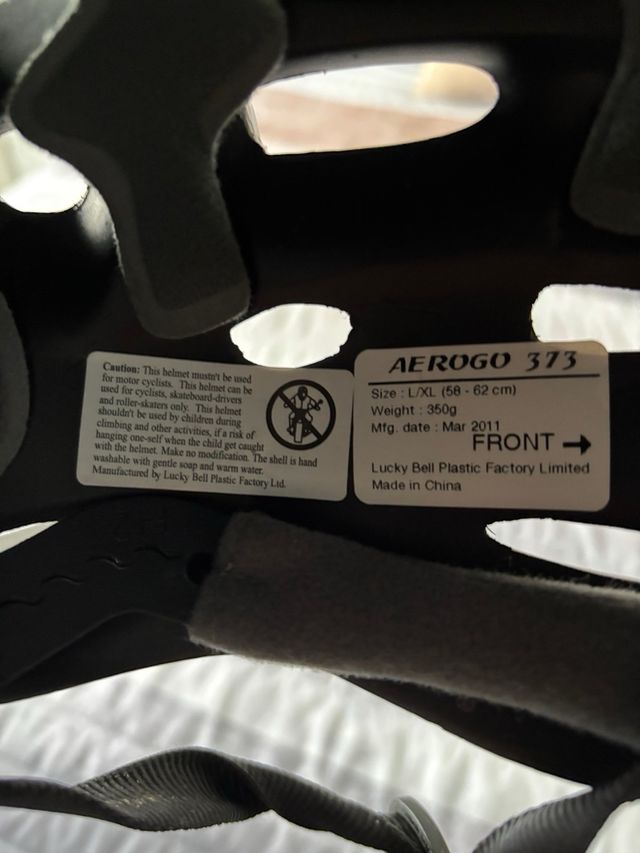 Caution: This helmet mustn't be used
for motor cyclists. This helmet can be
used for cyclists, skateboard-drivers
and roller-skaters only. This helmet
shouldn't be used by children during
climbing and other activities, if a risk of
hanging one-self when the child get caught
with the helmet. Make no modification. The shell is hand
washable with gentle soap and warm water.
Manufactured by Lucky Bell Plastic Factory Ltd.
AEROGO 373
Size : L/XL (58 - 62 cm)
Weight : 350g
Mfg. date : Mar 2011
FRONT
Lucky Bell Plastic Factory Limited
Made in China